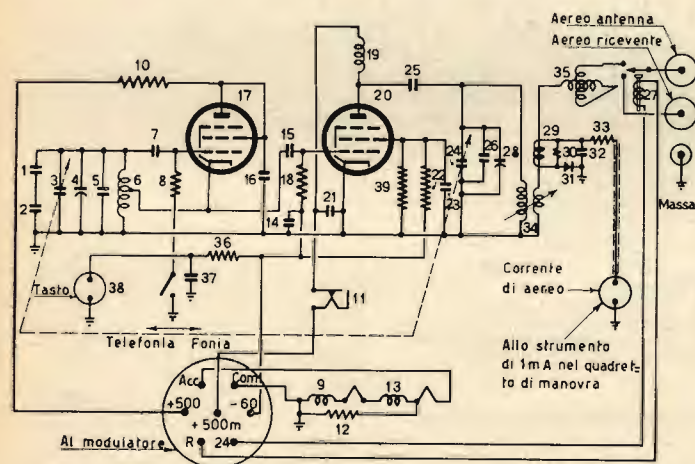 Aereo antenna
Aereo ricevente
10
19
25
35
17
20
27
7
15
29
33
1
3
4
5
6
8
16
18
39
22
24
26
28
30
32
31
2
21
23
Massa
14
34
36
Tasto
38
37
11
Corrente
di aereo
Telefonia Fonia
Allo strumento
di 1mA nel quadret=
to di manovra
Acc
Com
9
13
+500
-60
+500m
12
Al modulatore
R
24